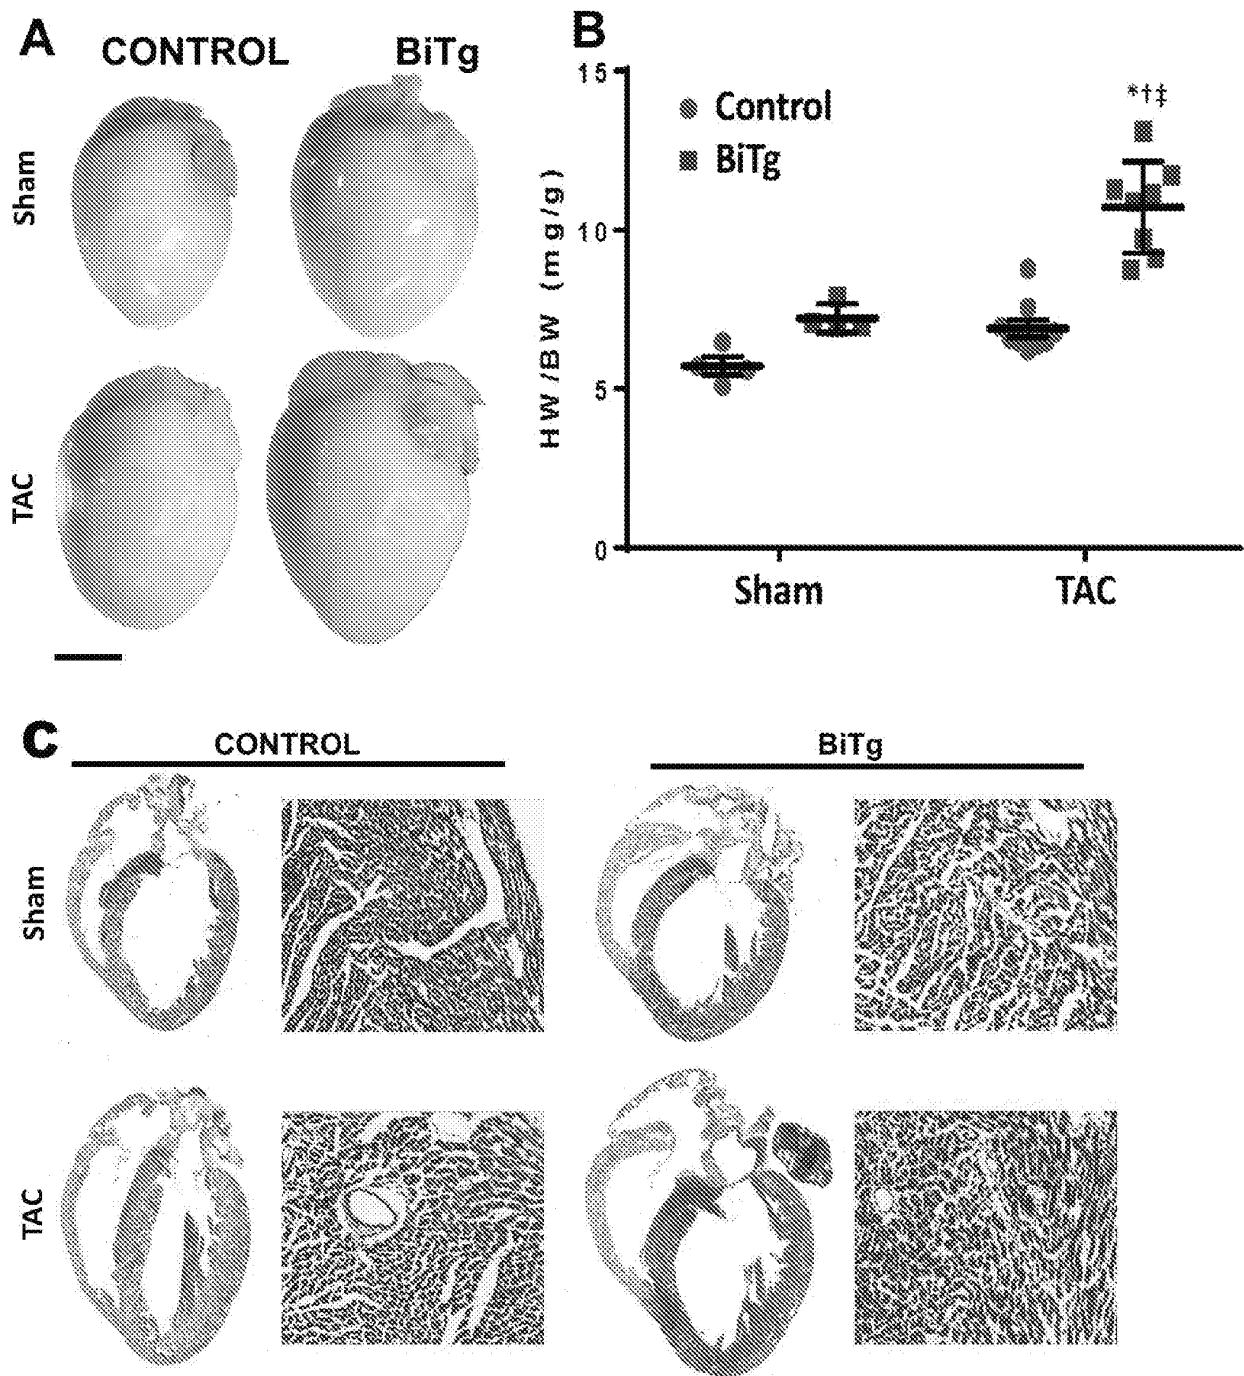 A
CONTROL
BiTg
Sham
TAC
B
15
10
5
0
HW/BW (mg/g)
Control
BiTg
*†‡
Sham
TAC
C
CONTROL
BiTg
Sham
TAC